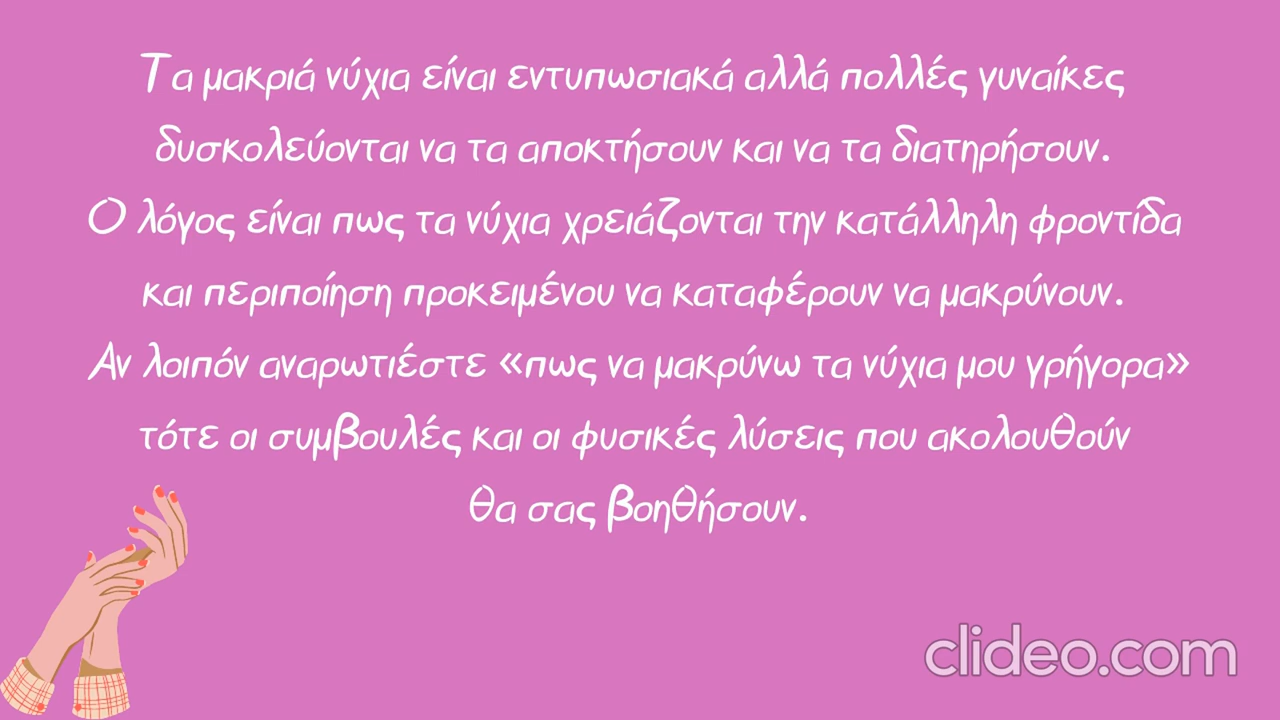 Τα μακριά νύχια είναι εντυπωσιακά αλλά πολλές γυναίκες
δυσκολεύονται να τα αποκτήσουν και να τα διατηρήσουν.
Ο λόγος είναι πως τα νύχια χρειάζονται την κατάλληλη φροντίδα
και περιποίηση προκειμένου να καταφέρουν να μακρύνουν.
Αν λοιπόν αναρωτιέστε «πως να μακρύνω τα νύχια μου γρήγορα»
τότε οι συμβουλές και οι φυσικές λύσεις που ακολουθούν
θα σας βοηθήσουν.
clideo.com